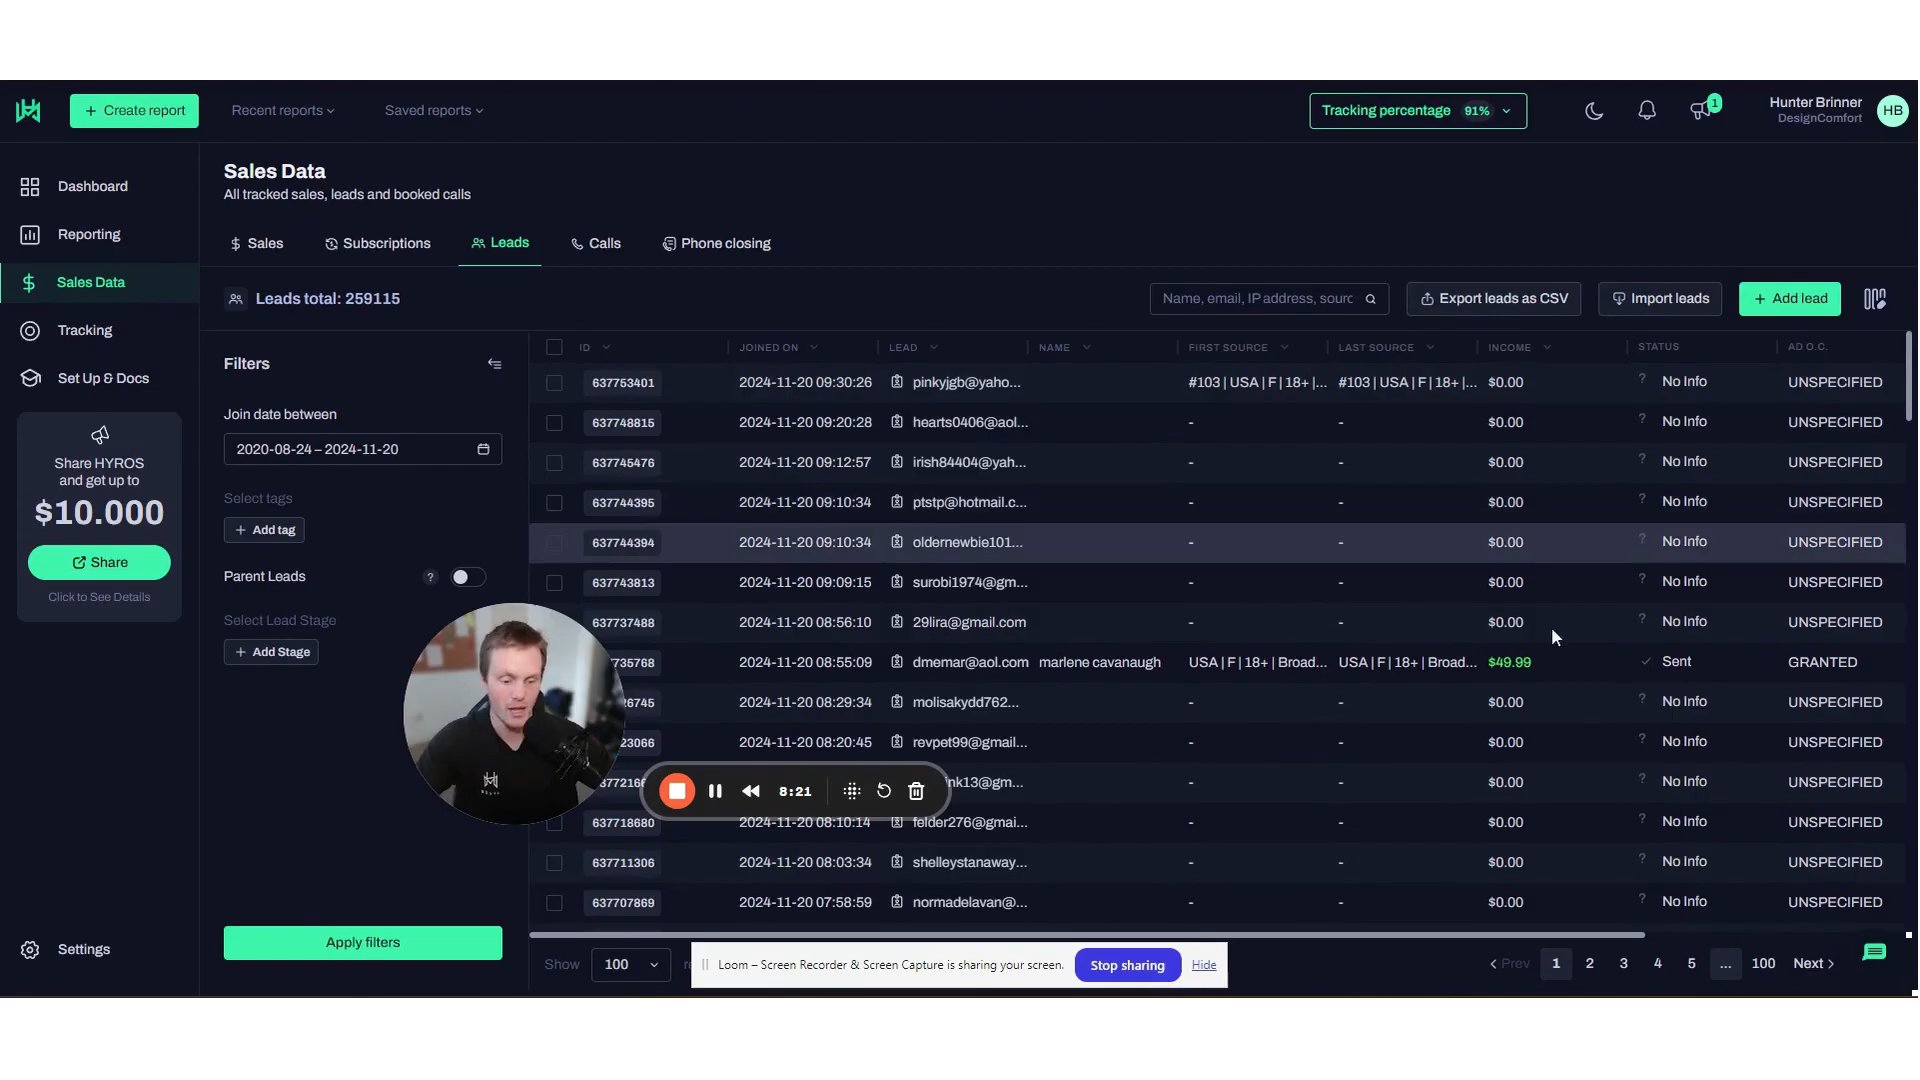 + Create report
Recent reports
Saved reports
Tracking percentage 91%
1
Hunter Brinner
DesignComfort
HB
Dashboard
Reporting
Sales Data
Tracking
Set Up & Docs
Share HYROS
and get up to
$10.000
Share
Click to See Details
Settings
Sales Data
All tracked sales, leads and booked calls
Sales
Subscriptions
Leads
Calls
Phone closing
Leads total: 259115
Name, email, IP address, sourc
Export leads as CSV
Import leads
+ Add lead
Filters
Join date between
2020-08-24 – 2024-11-20
Select tags
+ Add tag
Parent Leads ?
Select Lead Stage
+ Add Stage
Apply filters
ID JOINED ON LEAD NAME FIRST SOURCE LAST SOURCE INCOME STATUS AD O.C.
637753401 2024-11-20 09:30:26 pinkyjgb@yaho... #103 | USA | F | 18+ |... #103 | USA | F | 18+ |... $0.00 ? No Info UNSPECIFIED
637748815 2024-11-20 09:20:28 hearts0406@aol... - - $0.00 ? No Info UNSPECIFIED
637745476 2024-11-20 09:12:57 irish84404@yah... - - $0.00 ? No Info UNSPECIFIED
637744395 2024-11-20 09:10:34 ptstp@hotmail.c... - - $0.00 ? No Info UNSPECIFIED
637744394 2024-11-20 09:10:34 oldernewbie101... - - $0.00 ? No Info UNSPECIFIED
637743813 2024-11-20 09:09:15 surobi1974@gm... - - $0.00 ? No Info UNSPECIFIED
637737488 2024-11-20 08:56:10 29lira@gmail.com - - $0.00 ? No Info UNSPECIFIED
735768 2024-11-20 08:55:09 dmemar@aol.com marlene cavanaugh USA | F | 18+ | Broad... USA | F | 18+ | Broad... $49.99 Sent GRANTED
6745 2024-11-20 08:29:34 molisakydd762... - - $0.00 ? No Info UNSPECIFIED
23066 2024-11-20 08:20:45 revpet99@gmail... - - $0.00 ? No Info UNSPECIFIED
nk13@gm... - - $0.00 ? No Info UNSPECIFIED
637718680 2024-11-20 08:10:14 felder276@gmai... - - $0.00 ? No Info UNSPECIFIED
637711306 2024-11-20 08:03:34 shelleystanaway... - - $0.00 ? No Info UNSPECIFIED
637707869 2024-11-20 07:58:59 normadelavan@... - - $0.00 ? No Info UNSPECIFIED
8:21
Show 100
Loom – Screen Recorder & Screen Capture is sharing your screen.
Stop sharing
Hide
Prev 1 2 3 4 5 ... 100 Next